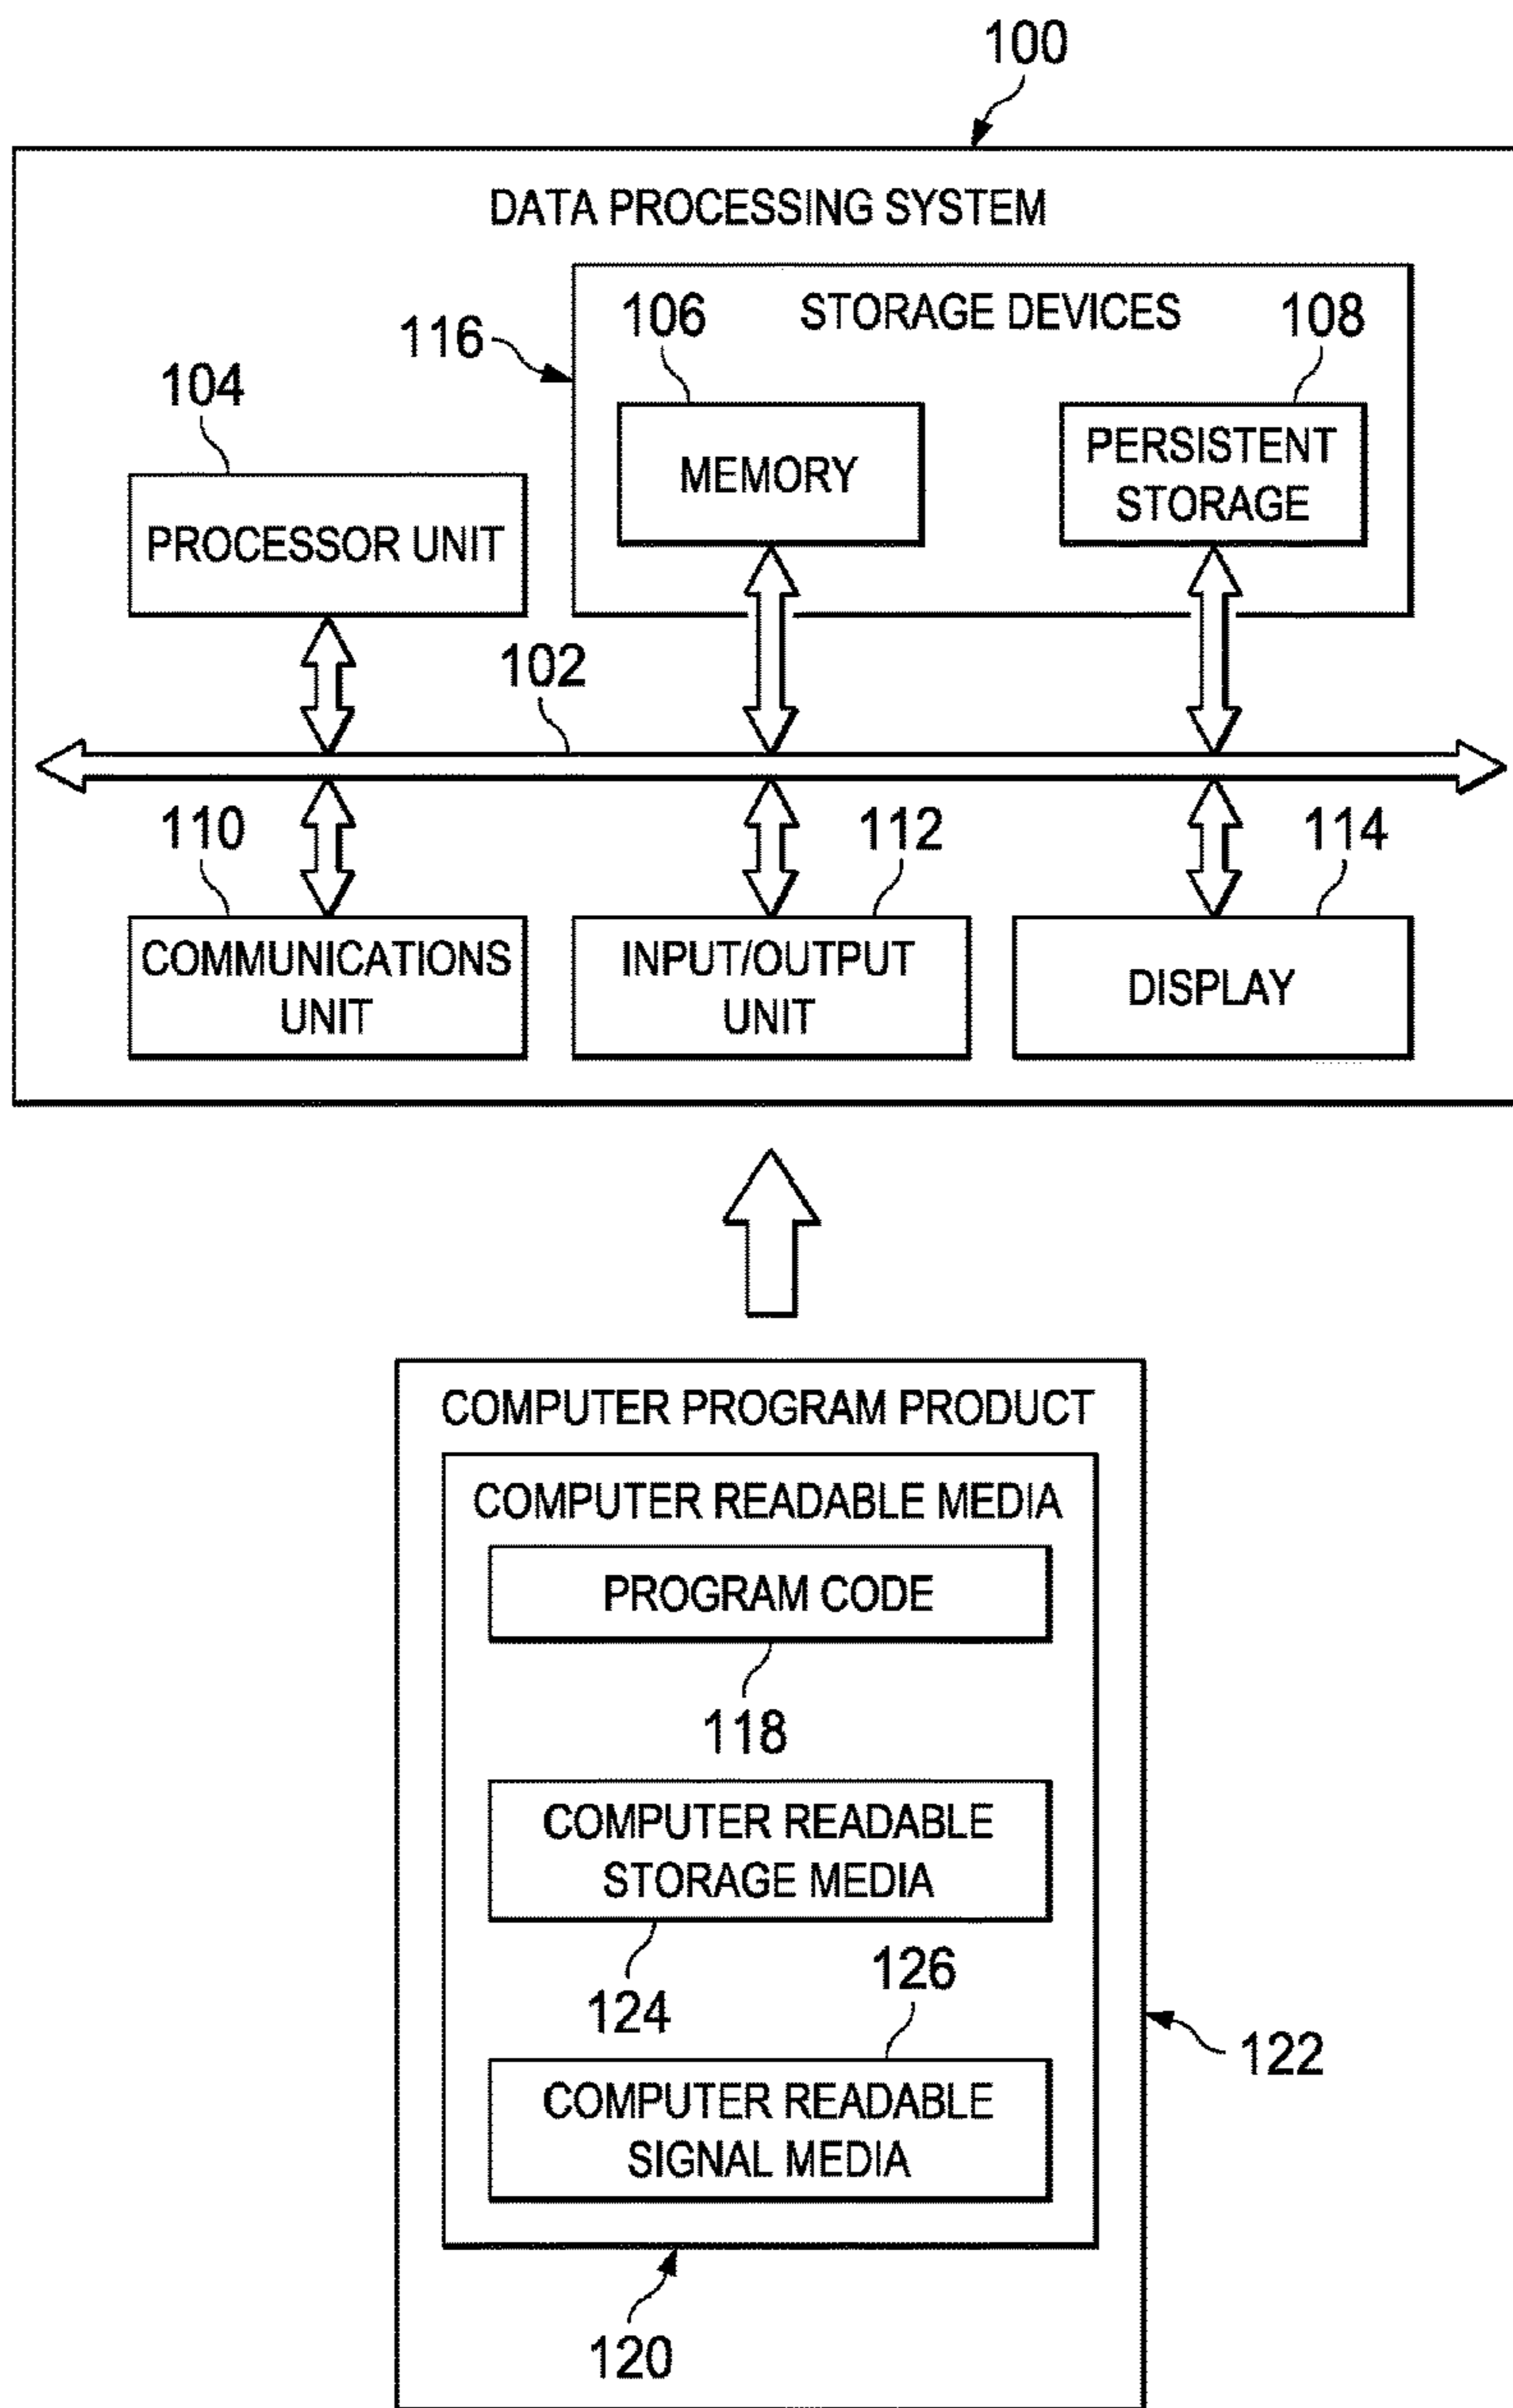 100
DATA PROCESSING SYSTEM
STORAGE DEVICES
106
108
116
104
MEMORY
PERSISTENT
STORAGE
PROCESSOR UNIT
102
110
112
114
COMMUNICATIONS
UNIT
INPUT/OUTPUT
UNIT
DISPLAY
COMPUTER PROGRAM PRODUCT
COMPUTER READABLE MEDIA
PROGRAM CODE
118
COMPUTER READABLE
STORAGE MEDIA
124
126
122
COMPUTER READABLE
SIGNAL MEDIA
120